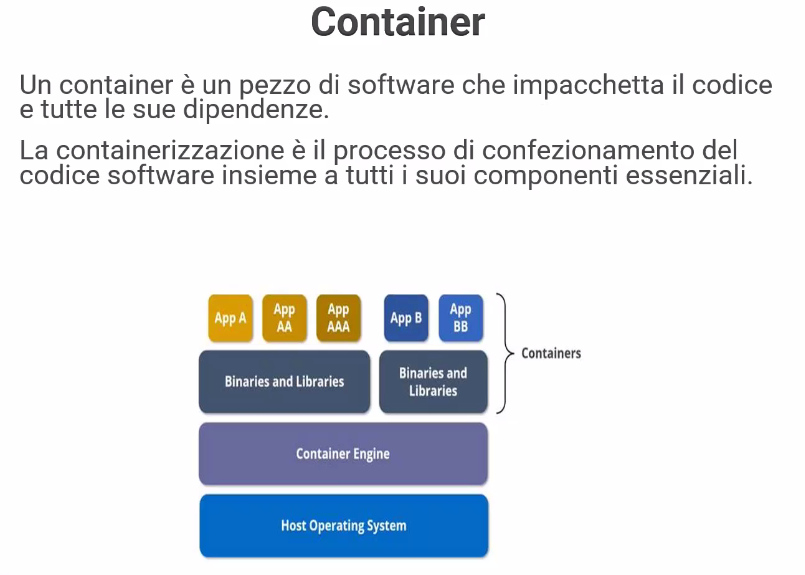 Container
Un container è un pezzo di software che impacchetta il codice
e tutte le sue dipendenze.
La containerizzazione è il processo di confezionamento del
codice software insieme a tutti i suoi componenti essenziali.
App A
App
AA
App
AAA
App B
App
BB
Binaries and Libraries
Binaries and
Libraries
Containers
Container Engine
Host Operating System